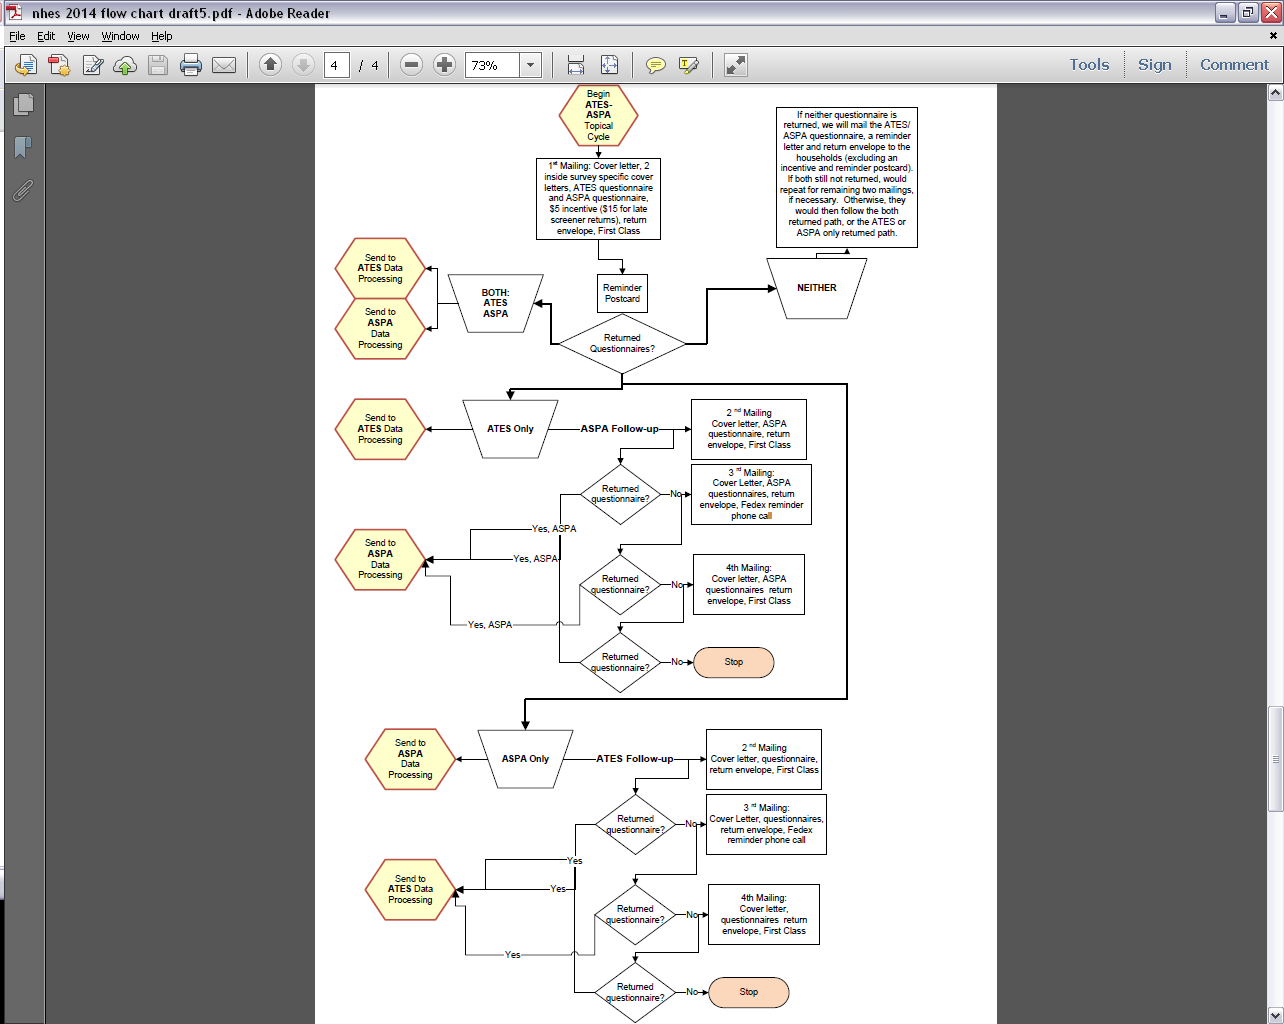 nhes 2014 flow chart draft5.pdf - Adobe Reader
File Edit View Window Help
4 / 4 73% Tools Sign Comment
Begin
ATES-
ASPA
Topical
Cycle
1st Mailing: Cover letter, 2
inside survey specific cover
letters, ATES questionnaire
and ASPA questionnaire,
$5 incentive ($15 for late
screener returns), return
envelope, First Class
If neither questionnaire is
returned, we will mail the ATES/
ASPA questionnaire, a reminder
letter and return envelope to the
households (excluding an
incentive and reminder postcard).
If both still not returned, would
repeat for remaining two mailings,
if necessary. Otherwise, they
would then follow the both
returned path, or the ATES or
ASPA only returned path.
Send to
ATES Data
Processing
Send to
ASPA
Data
Processing
BOTH:
ATES
ASPA
Reminder
Postcard
NEITHER
Returned
Questionnaires?
Send to
ATES Data
Processing
ATES Only
ASPA Follow-up
2 nd Mailing
Cover letter, ASPA
questionnaire, return
envelope, First Class
Returned
questionnaire?
No
3 rd Mailing:
Cover Letter, ASPA
questionnaires, return
envelope, Fedex reminder
phone call
Yes, ASPA
Send to
ASPA
Data
Processing
Yes, ASPA
Returned
questionnaire?
No
4th Mailing:
Cover letter, ASPA
questionnaires return
envelope, First Class
Yes, ASPA
Returned
questionnaire?
No
Stop
Send to
ASPA
Data
Processing
ASPA Only
ATES Follow-up
2 nd Mailing
Cover letter, questionnaire,
return envelope, First Class
Returned
questionnaire?
No
3 rd Mailing:
Cover Letter, questionnaires,
return envelope, Fedex
reminder phone call
Yes
Send to
ATES Data
Processing
Yes
Returned
questionnaire?
No
4th Mailing:
Cover letter,
questionnaires return
envelope, First Class
Yes
Returned
questionnaire?
No
Stop